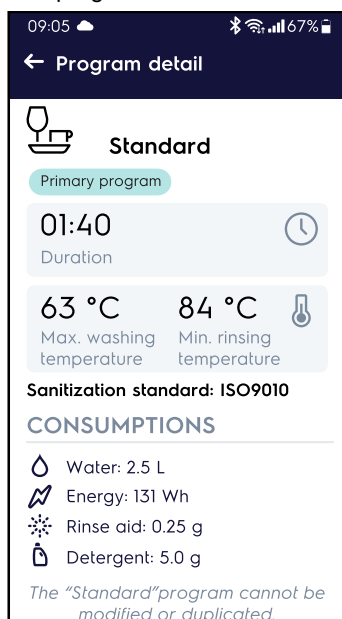 09:05 67%
Program detail
Standard
Primary program
01:40
Duration
63 °C 84 °C
Max. washing Min. rinsing
temperature temperature
Sanitization standard: ISO9010
CONSUMPTIONS
Water: 2.5 L
Energy: 131 Wh
Rinse aid: 0.25 g
Detergent: 5.0 g
The “Standard”program cannot be
modified or duplicated.